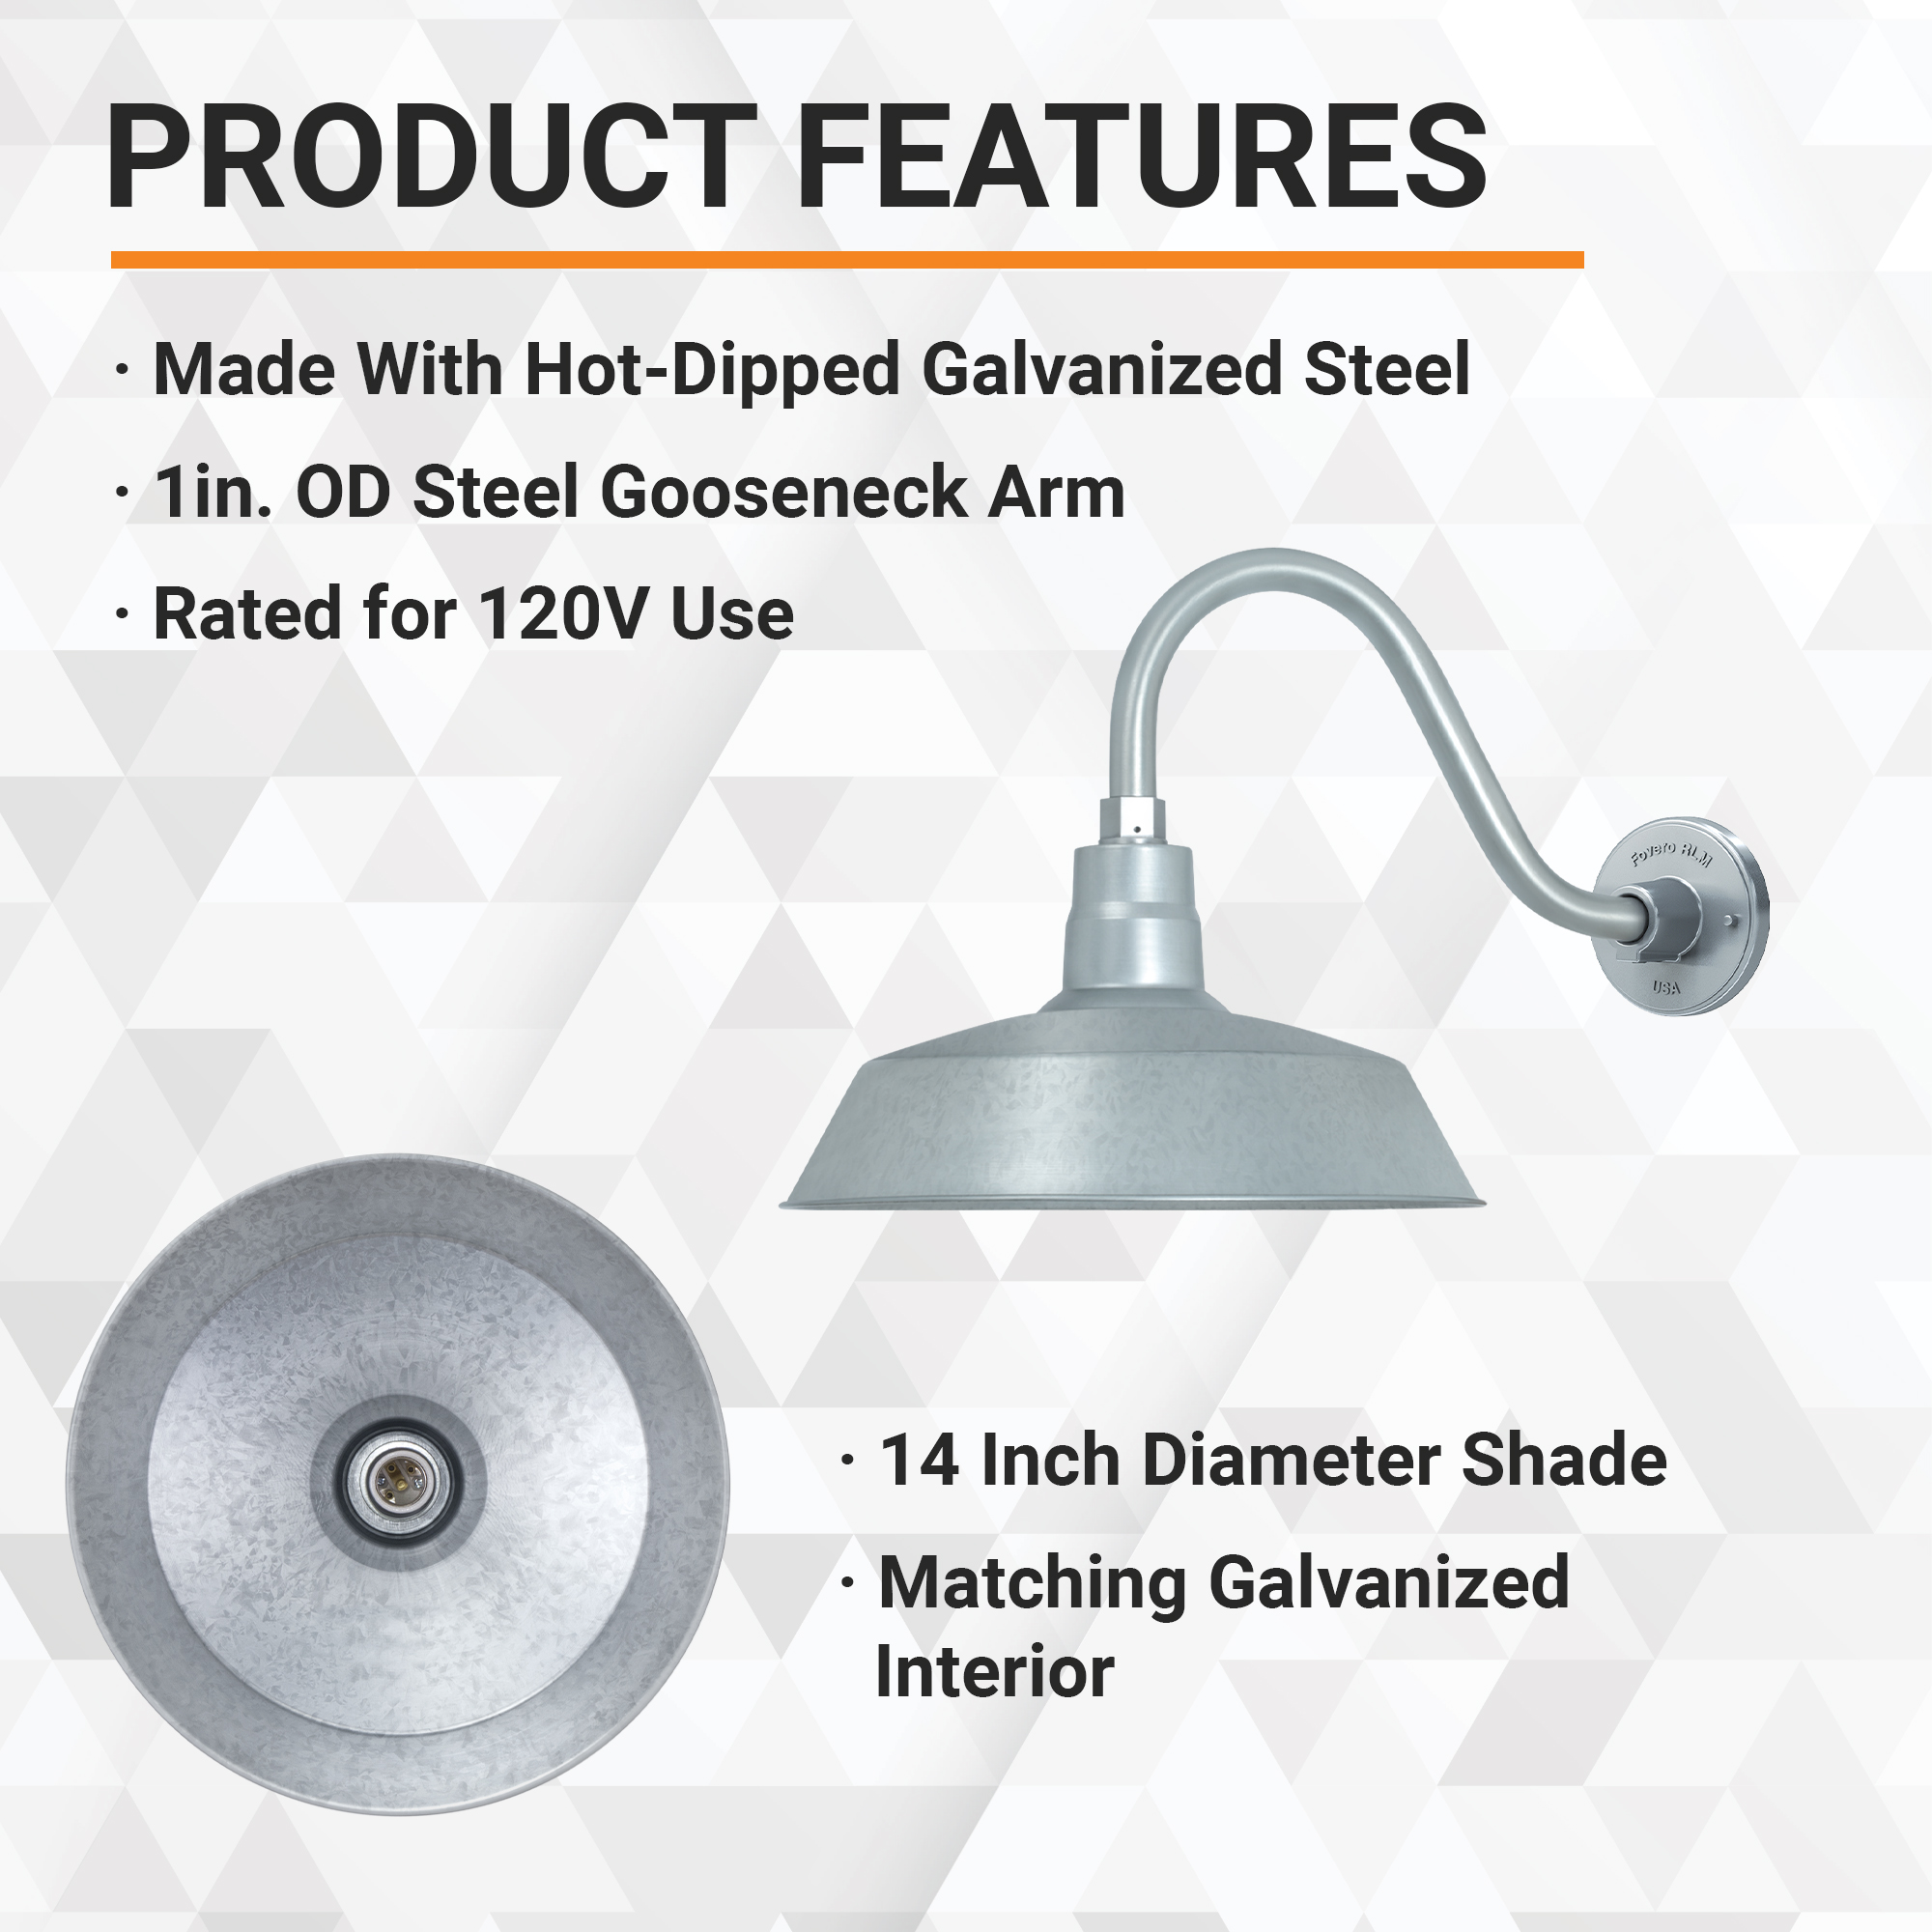 PRODUCT FEATURES
· Made With Hot-Dipped Galvanized Steel
· 1in. OD Steel Gooseneck Arm
· Rated for 120V Use
Fovero RLM
USA
· 14 Inch Diameter Shade
· Matching Galvanized
Interior